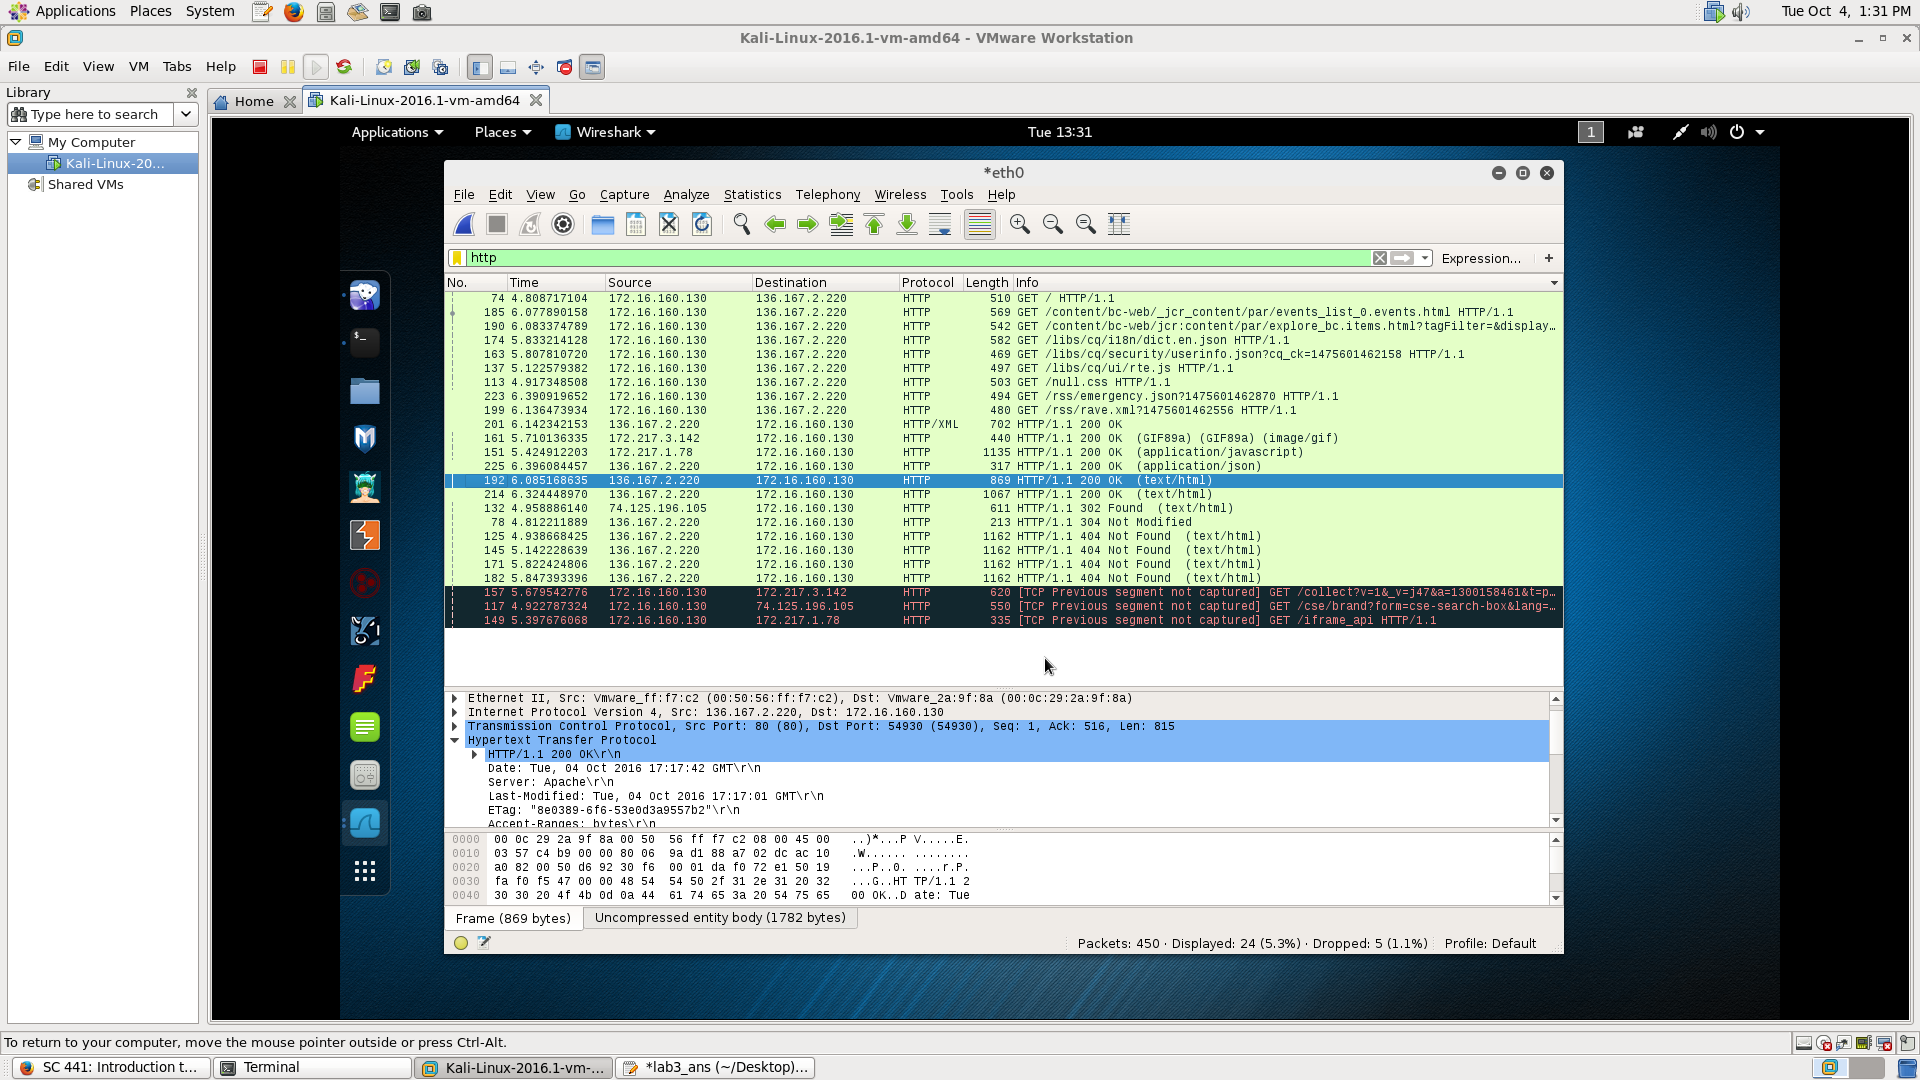 Applications Places System Tue Oct 4, 1:31 PM
Kali-Linux-2016.1-vm-amd64 - VMware Workstation
File Edit View VM Tabs Help
Library
Home Kali-Linux-2016.1-vm-amd64
Type here to search
My Computer
Kali-Linux-20...
Shared VMs
Applications Places Wireshark Tue 13:31 1
*eth0
File Edit View Go Capture Analyze Statistics Telephony Wireless Tools Help
http Expression... +
No. Time Source Destination Protocol Length Info
74 4.808717104 172.16.160.130 136.167.2.220 HTTP 510 GET / HTTP/1.1
185 6.077890158 172.16.160.130 136.167.2.220 HTTP 569 GET /content/bc-web/_jcr_content/par/events_list_0.events.html HTTP/1.1
190 6.083374789 172.16.160.130 136.167.2.220 HTTP 542 GET /content/bc-web/jcr:content/par/explore_bc.items.html?tagFilter=&display…
174 5.833214128 172.16.160.130 136.167.2.220 HTTP 582 GET /libs/cq/i18n/dict.en.json HTTP/1.1
163 5.807810720 172.16.160.130 136.167.2.220 HTTP 469 GET /libs/cq/security/userinfo.json?cq_ck=1475601462158 HTTP/1.1
137 5.122579382 172.16.160.130 136.167.2.220 HTTP 497 GET /libs/cq/ui/rte.js HTTP/1.1
113 4.917348508 172.16.160.130 136.167.2.220 HTTP 503 GET /null.css HTTP/1.1
223 6.390919652 172.16.160.130 136.167.2.220 HTTP 494 GET /rss/emergency.json?1475601462870 HTTP/1.1
199 6.136473934 172.16.160.130 136.167.2.220 HTTP 480 GET /rss/rave.xml?1475601462556 HTTP/1.1
201 6.142342153 136.167.2.220 172.16.160.130 HTTP/XML 702 HTTP/1.1 200 OK
161 5.710136335 172.217.3.142 172.16.160.130 HTTP 440 HTTP/1.1 200 OK (GIF89a) (GIF89a) (image/gif)
151 5.424912203 172.217.1.78 172.16.160.130 HTTP 1135 HTTP/1.1 200 OK (application/javascript)
225 6.396084457 136.167.2.220 172.16.160.130 HTTP 317 HTTP/1.1 200 OK (application/json)
192 6.085168635 136.167.2.220 172.16.160.130 HTTP 869 HTTP/1.1 200 OK (text/html)
214 6.324448970 136.167.2.220 172.16.160.130 HTTP 1067 HTTP/1.1 200 OK (text/html)
132 4.958886140 74.125.196.105 172.16.160.130 HTTP 611 HTTP/1.1 302 Found (text/html)
78 4.812211889 136.167.2.220 172.16.160.130 HTTP 213 HTTP/1.1 304 Not Modified
125 4.938668425 136.167.2.220 172.16.160.130 HTTP 1162 HTTP/1.1 404 Not Found (text/html)
145 5.142228639 136.167.2.220 172.16.160.130 HTTP 1162 HTTP/1.1 404 Not Found (text/html)
171 5.822424806 136.167.2.220 172.16.160.130 HTTP 1162 HTTP/1.1 404 Not Found (text/html)
182 5.847393396 136.167.2.220 172.16.160.130 HTTP 1162 HTTP/1.1 404 Not Found (text/html)
157 5.679542776 172.16.160.130 172.217.3.142 HTTP 620 [TCP Previous segment not captured] GET /collect?v=1&_v=j47&a=1300158461&t=p…
117 4.922787324 172.16.160.130 74.125.196.105 HTTP 550 [TCP Previous segment not captured] GET /cse/brand?form=cse-search-box&lang=…
149 5.397676068 172.16.160.130 172.217.1.78 HTTP 335 [TCP Previous segment not captured] GET /iframe_api HTTP/1.1
Ethernet II, Src: Vmware_ff:f7:c2 (00:50:56:ff:f7:c2), Dst: Vmware_2a:9f:8a (00:0c:29:2a:9f:8a)
Internet Protocol Version 4, Src: 136.167.2.220, Dst: 172.16.160.130
Transmission Control Protocol, Src Port: 80 (80), Dst Port: 54930 (54930), Seq: 1, Ack: 516, Len: 815
Hypertext Transfer Protocol
HTTP/1.1 200 OK\r\n
Date: Tue, 04 Oct 2016 17:17:42 GMT\r\n
Server: Apache\r\n
Last-Modified: Tue, 04 Oct 2016 17:17:01 GMT\r\n
ETag: "8e0389-6f6-53e0d3a9557b2"\r\n
Accept-Ranges: bytes\r\n
0000 00 0c 29 2a 9f 8a 00 50 56 ff f7 c2 08 00 45 00 ..)*...P V.....E.
0010 03 57 c4 b9 00 00 80 06 9a d1 88 a7 02 dc ac 10 .W...... ........
0020 a0 82 00 50 d6 92 30 f6 00 01 da f0 72 e1 50 19 ...P..0. ....r.P.
0030 fa f0 f5 47 00 00 48 54 54 50 2f 31 2e 31 20 32 ...G..HT TP/1.1 2
0040 30 30 20 4f 4b 0d 0a 44 61 74 65 3a 20 54 75 65 00 OK..D ate: Tue
Frame (869 bytes) Uncompressed entity body (1782 bytes)
Packets: 450 · Displayed: 24 (5.3%) · Dropped: 5 (1.1%) Profile: Default
To return to your computer, move the mouse pointer outside or press Ctrl-Alt.
SC 441: Introduction t... Terminal Kali-Linux-2016.1-vm-... *lab3_ans (~/Desktop)...